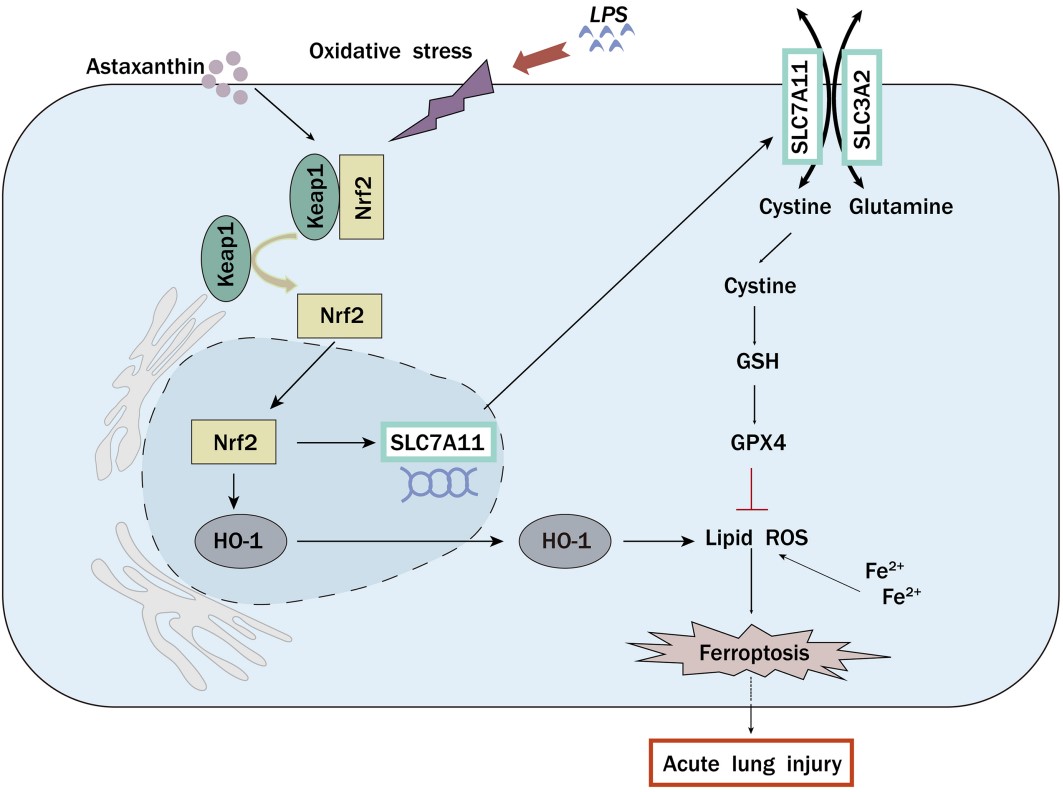 LPS
Oxidative stress
Astaxanthin
SLC7A11
SLC3A2
Keap1
Nrf2
Cystine Glutamine
Keap1
Cystine
Nrf2
GSH
Nrf2
SLC7A11
GPX4
HO-1
HO-1
Lipid ROS
Fe²⁺
Fe²⁺
Ferroptosis
Acute lung injury